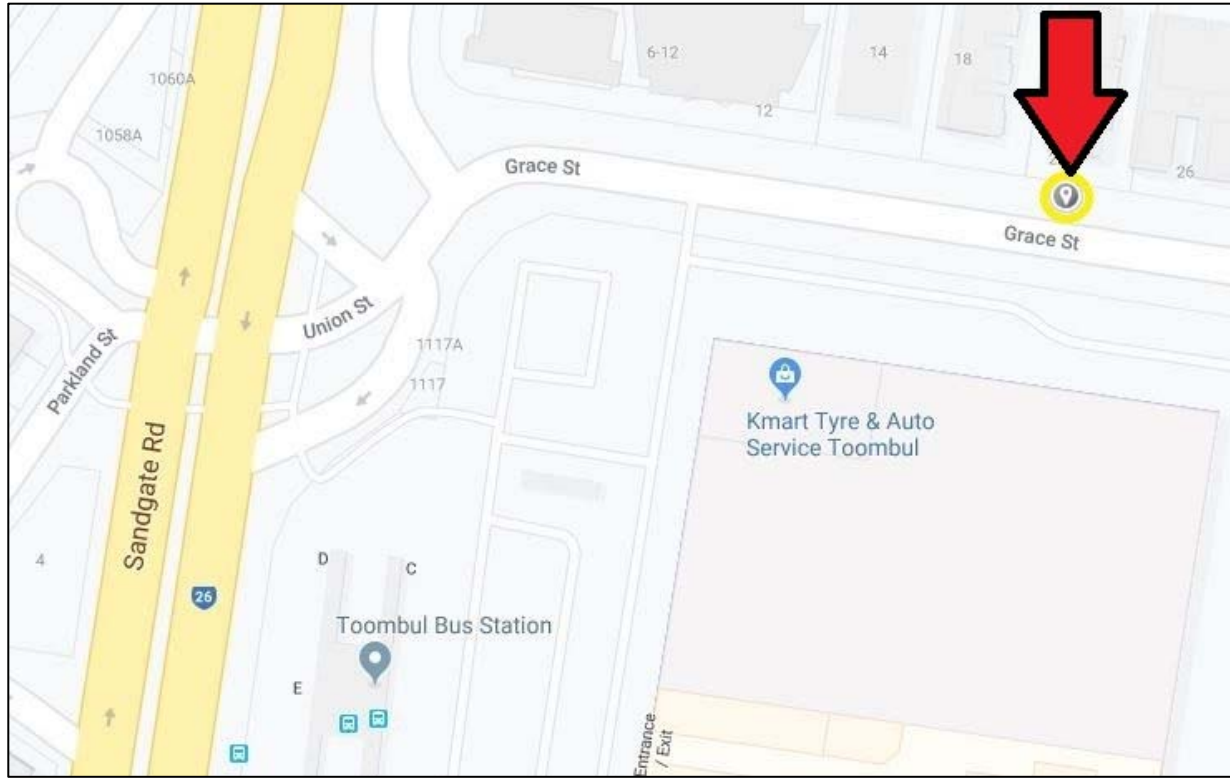 6-12
14
18
1060A
12
1058A
Grace St
26
Grace St
Union St
1117A
Parkland St
1117
Kmart Tyre & Auto
Service Toombul
Sandgate Rd
4
D
C
26
Toombul Bus Station
E
Entrance
/ Exit